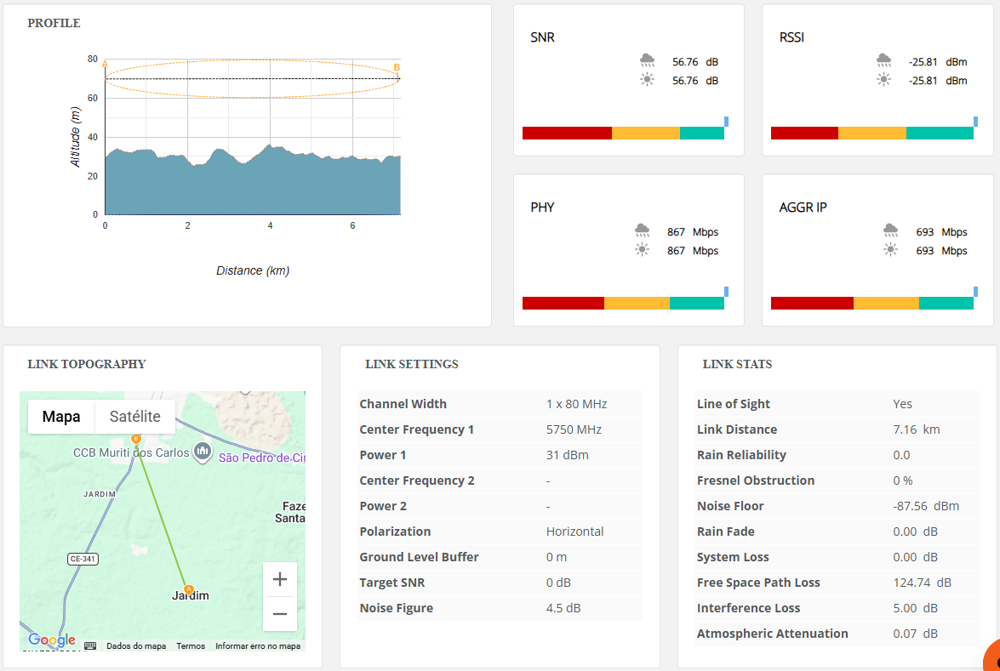 PROFILE
A
B
80
60
40
20
0
0 2 4 6
Altitude (m)
Distance (km)
SNR
56.76 dB
56.76 dB
RSSI
-25.81 dBm
-25.81 dBm
PHY
867 Mbps
867 Mbps
AGGR IP
693 Mbps
693 Mbps
LINK TOPOGRAPHY
Mapa Satélite
B
CCB Muriti dos Carlos
São Pedro de Cir
JARDIM
Faze
Santa
CE-341
A
Jardim
+
−
Google
Dados do mapa Termos Informar erro no mapa
LINK SETTINGS
Channel Width 1 x 80 MHz
Center Frequency 1 5750 MHz
Power 1 31 dBm
Center Frequency 2 -
Power 2 -
Polarization Horizontal
Ground Level Buffer 0 m
Target SNR 0 dB
Noise Figure 4.5 dB
LINK STATS
Line of Sight Yes
Link Distance 7.16 km
Rain Reliability 0.0
Fresnel Obstruction 0 %
Noise Floor -87.56 dBm
Rain Fade 0.00 dB
System Loss 0.00 dB
Free Space Path Loss 124.74 dB
Interference Loss 5.00 dB
Atmospheric Attenuation 0.07 dB